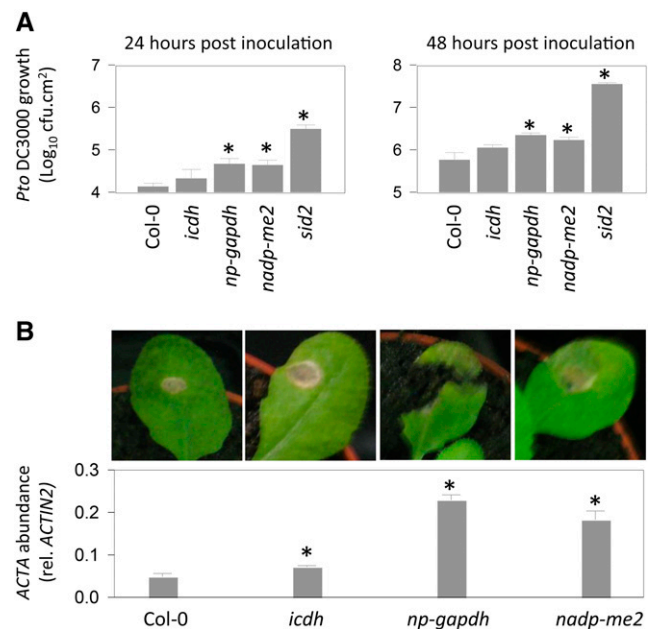 A
24 hours post inoculation
48 hours post inoculation
Pto DC3000 growth
(Log10 cfu.cm²)
7
6
5
4
Col-0
icdh
np-gapdh
nadp-me2
sid2
* * *
8
7
6
5
Col-0
icdh
np-gapdh
nadp-me2
sid2
* * *
B
ACTA abundance
(rel. ACTIN2)
0.3
0.2
0.1
0.0
* * *
Col-0 icdh np-gapdh nadp-me2